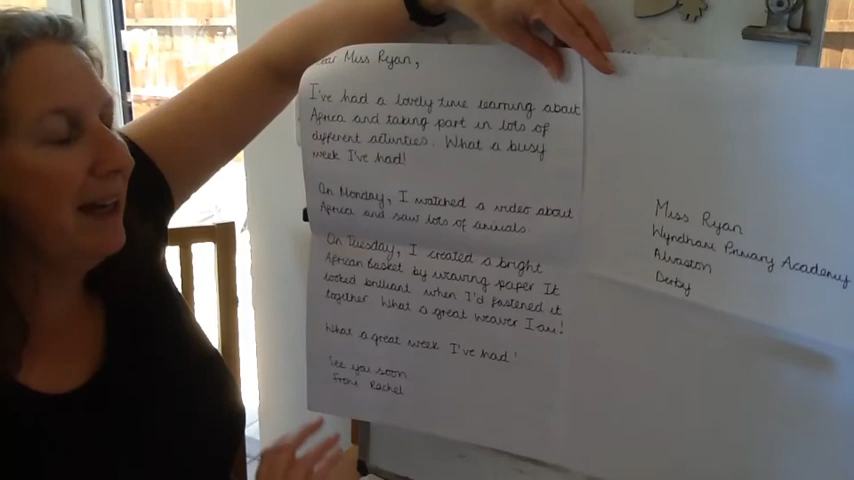 Dear Miss Ryan,
I've had a lovely time learning about
Africa and taking part in lots of
different activities. What a busy
week I've had!
On Monday, I watched a video about
Africa and saw lots of animals.
On Tuesday, I created a bright
African basket by weaving paper. It
looked brilliant when I'd fastened it
together. What a great weaver I am!
What a great week I've had!
See you soon
From Rachel
Miss Ryan
Wyndham Primary Academy
Alvaston
Derby